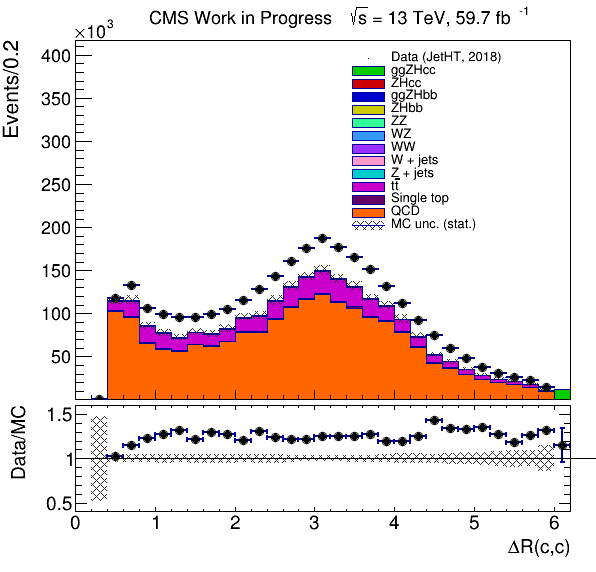 CMS Work in Progress √s = 13 TeV, 59.7 fb⁻¹
×10³
Events/0.2
400
350
300
250
200
150
100
50
Data (JetHT, 2018)
ggZHcc
ZHcc
ggZHbb
ZHbb
ZZ
WZ
WW
W + jets
Z + jets
tt̅
Single top
QCD
MC unc. (stat.)
Data/MC
1.5
1
0.5
0 1 2 3 4 5 6
ΔR(c,c)